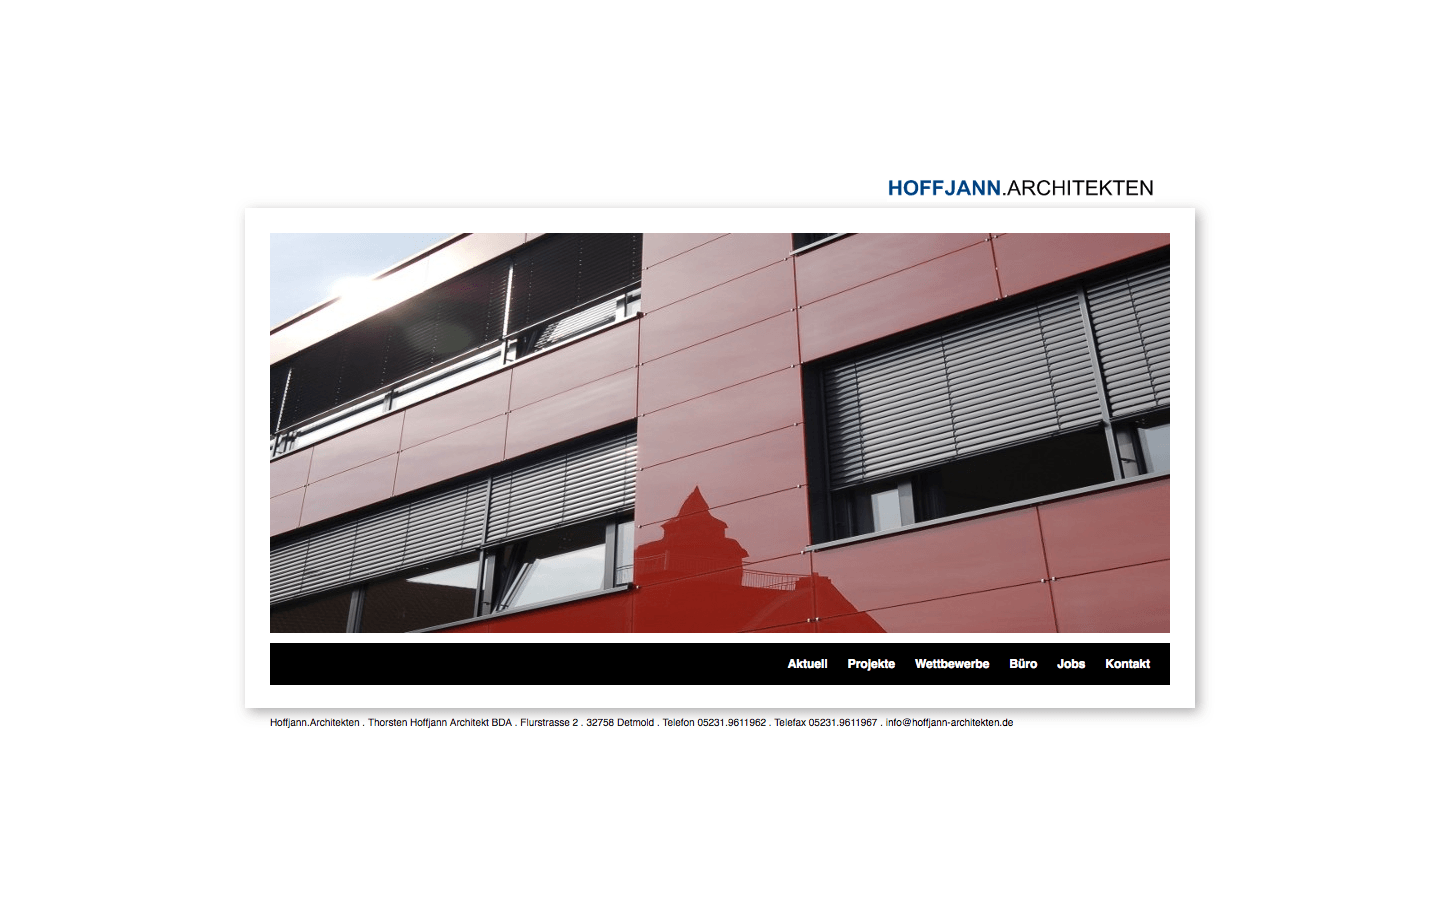 HOFFJANN.ARCHITEKTEN
Aktuell Projekte Wettbewerbe Büro Jobs Kontakt
Hoffjann.Architekten . Thorsten Hoffjann Architekt BDA . Flurstrasse 2 . 32758 Detmold . Telefon 05231.9611962 . Telefax 05231.9611967 . info@hoffjann-architekten.de